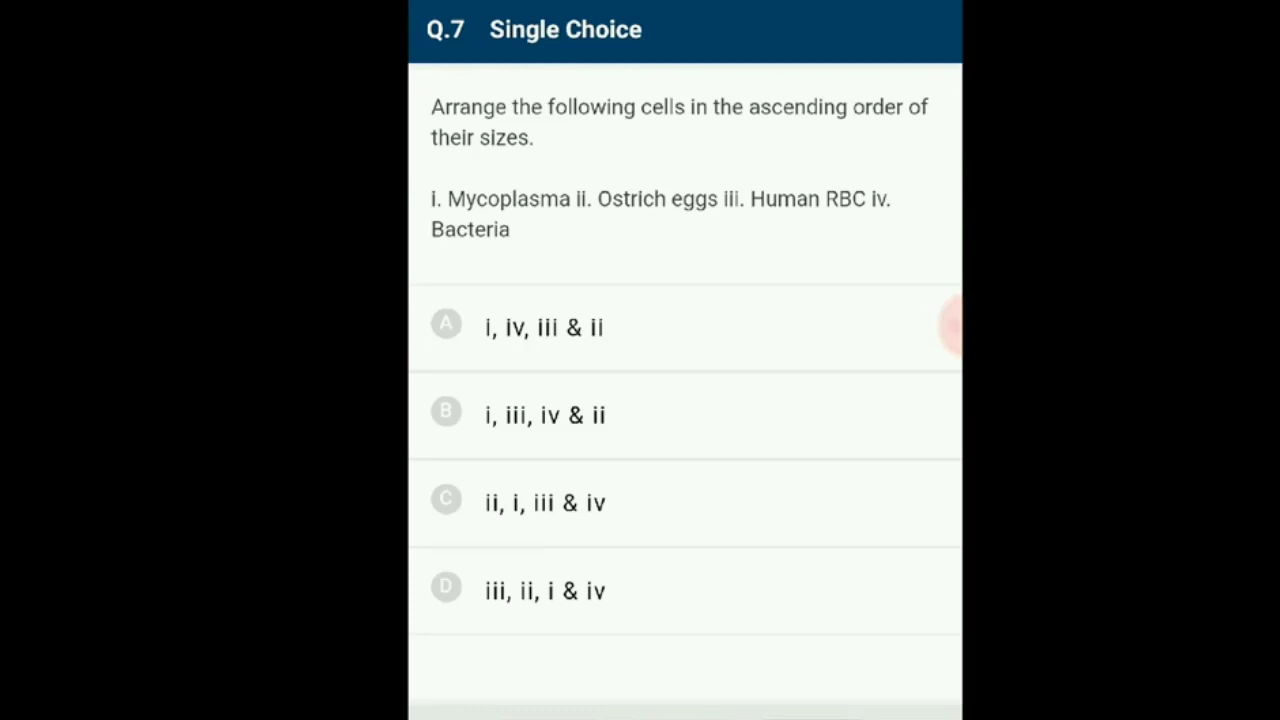 Q.7 Single Choice
Arrange the following cells in the ascending order of
their sizes.
i. Mycoplasma ii. Ostrich eggs iii. Human RBC iv.
Bacteria
A i, iv, iii & ii
B i, iii, iv & ii
C ii, i, iii & iv
D iii, ii, i & iv